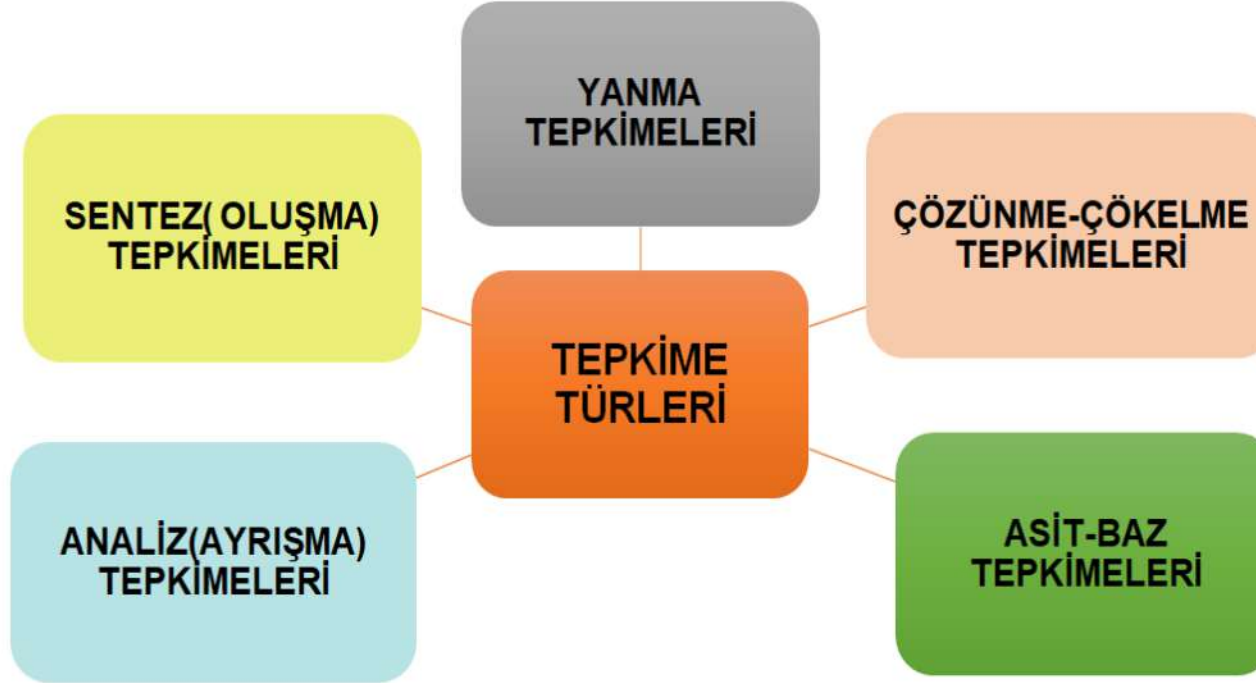 YANMA
TEPKİMELERİ
SENTEZ( OLUŞMA)
TEPKİMELERİ
ÇÖZÜNME-ÇÖKELME
TEPKİMELERİ
TEPKİME
TÜRLERİ
ANALİZ(AYRIŞMA)
TEPKİMELERİ
ASİT-BAZ
TEPKİMELERİ